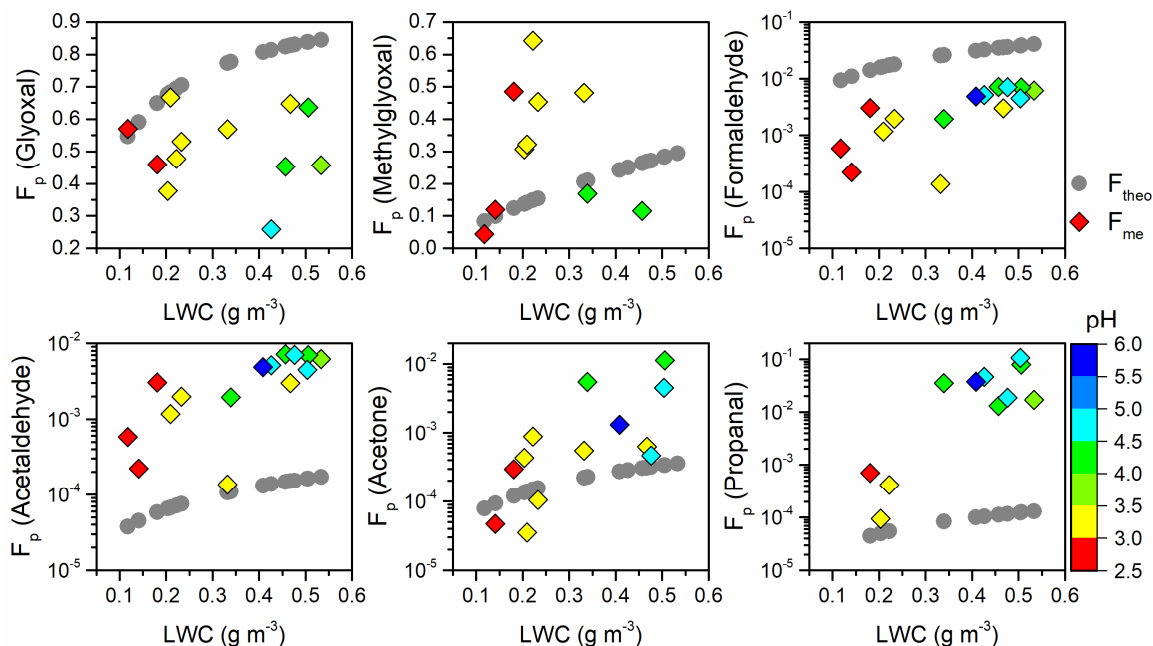 F_p (Glyoxal)
0.9
0.8
0.7
0.6
0.5
0.4
0.3
0.2
0.1 0.2 0.3 0.4 0.5 0.6
LWC (g m⁻³)
F_p (Methylglyoxal)
0.7
0.6
0.5
0.4
0.3
0.2
0.1
0.0
0.1 0.2 0.3 0.4 0.5 0.6
LWC (g m⁻³)
F_p (Formaldehyde)
10⁻¹
10⁻²
10⁻³
10⁻⁴
10⁻⁵
0.1 0.2 0.3 0.4 0.5 0.6
LWC (g m⁻³)
F_theo
F_me
F_p (Acetaldehyde)
10⁻²
10⁻³
10⁻⁴
10⁻⁵
0.1 0.2 0.3 0.4 0.5 0.6
LWC (g m⁻³)
F_p (Acetone)
10⁻²
10⁻³
10⁻⁴
10⁻⁵
0.1 0.2 0.3 0.4 0.5 0.6
LWC (g m⁻³)
F_p (Propanal)
10⁻¹
10⁻²
10⁻³
10⁻⁴
10⁻⁵
0.1 0.2 0.3 0.4 0.5 0.6
LWC (g m⁻³)
pH
6.0
5.5
5.0
4.5
4.0
3.5
3.0
2.5